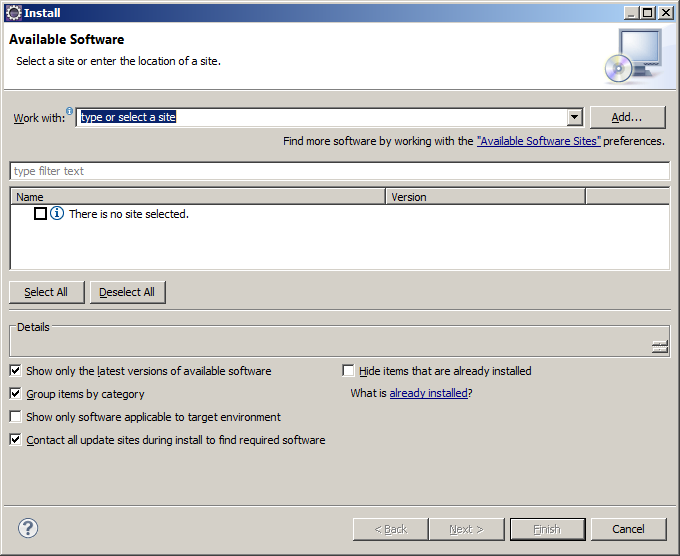 Install
Available Software
Select a site or enter the location of a site.
Work with: type or select a site Add...
Find more software by working with the "Available Software Sites" preferences.
type filter text
Name Version
There is no site selected.
Select All Deselect All
Details
Show only the latest versions of available software Hide items that are already installed
Group items by category What is already installed?
Show only software applicable to target environment
Contact all update sites during install to find required software
? < Back Next > Finish Cancel